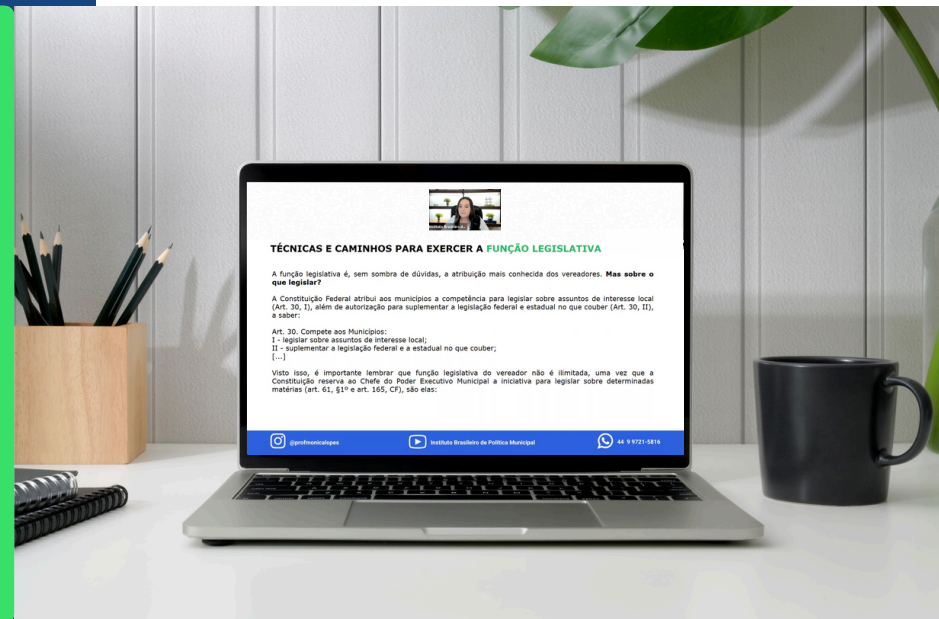 TÉCNICAS E CAMINHOS PARA EXERCER A FUNÇÃO LEGISLATIVA
A função legislativa é, sem sombra de dúvidas, a atribuição mais conhecida dos vereadores. Mas sobre o
que legislar?
A Constituição Federal atribui aos municípios a competência para legislar sobre assuntos de interesse local
(Art. 30, I), além de autorização para suplementar a legislação federal e estadual no que couber (Art. 30, II),
a saber:
Art. 30. Compete aos Municípios:
I - legislar sobre assuntos de interesse local;
II - suplementar a legislação federal e a estadual no que couber;
[...]
Visto isso, é importante lembrar que função legislativa do vereador não é ilimitada, uma vez que a
Constituição reserva ao Chefe do Poder Executivo Municipal a iniciativa para legislar sobre determinadas
matérias (art. 61, §1º e art. 165, CF), são elas:
@profmonicalopes
Instituto Brasileiro de Política Municipal
44 9 9721-5816